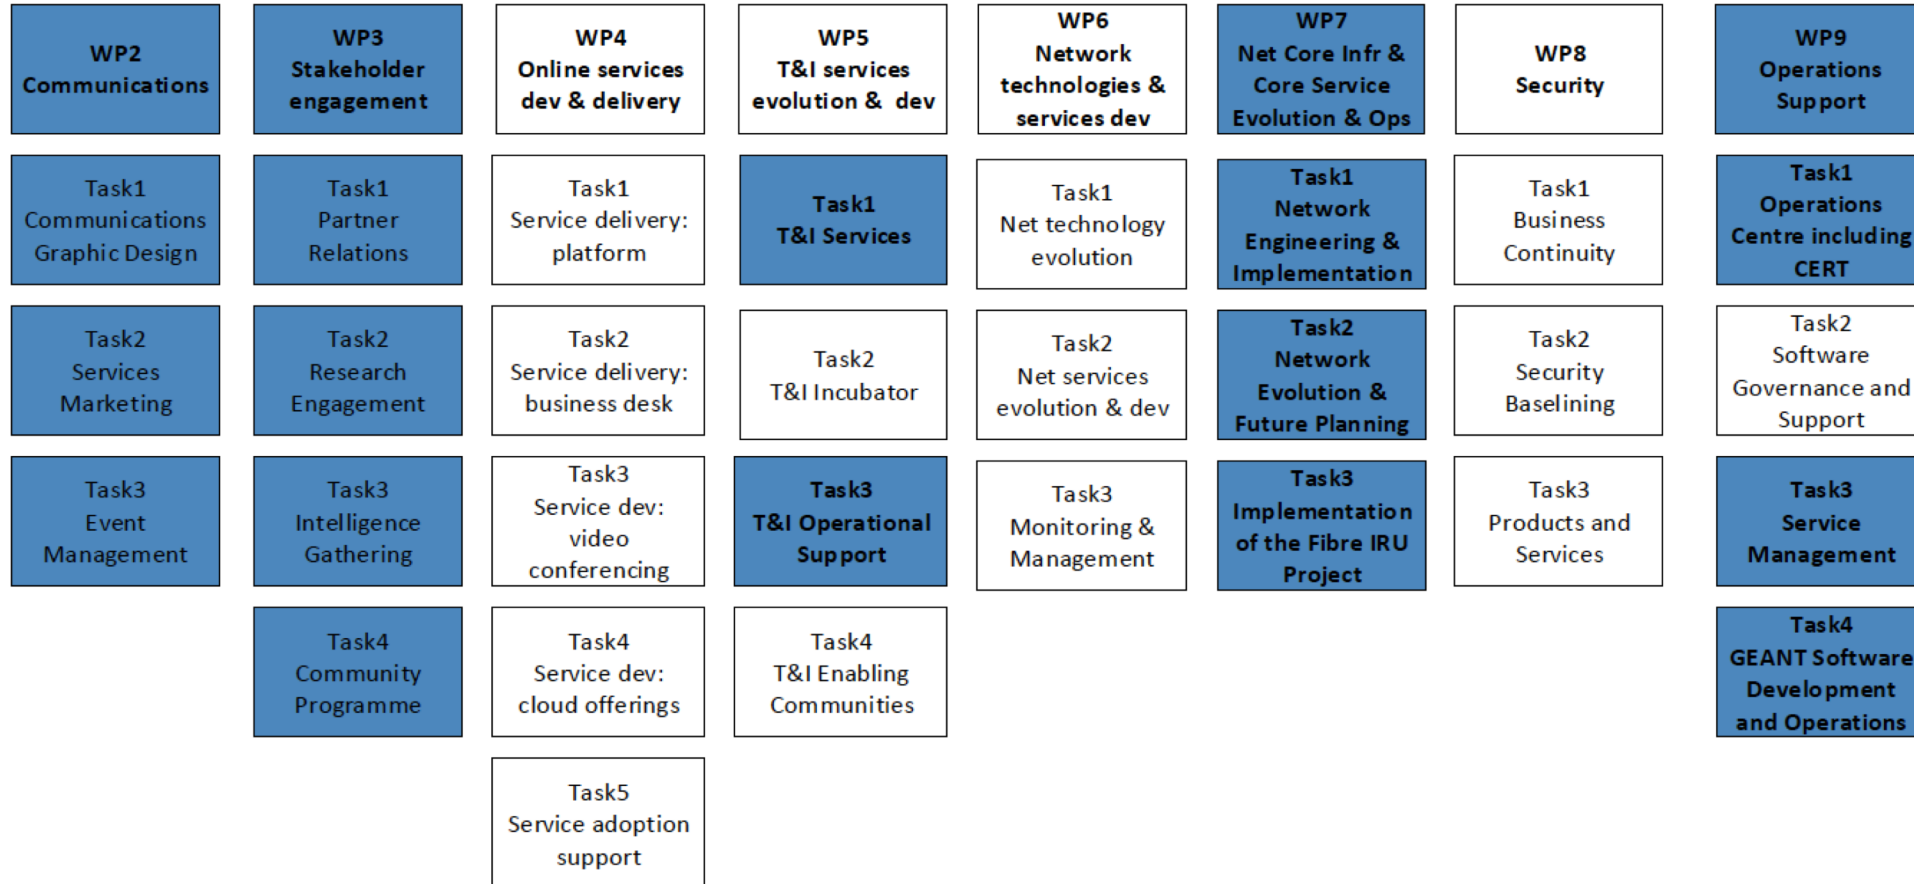 WP2
Communications
Task1
Communications
Graphic Design
Task2
Services
Marketing
Task3
Event
Management
WP3
Stakeholder
engagement
Task1
Partner
Relations
Task2
Research
Engagement
Task3
Intelligence
Gathering
Task4
Community
Programme
WP4
Online services
dev & delivery
Task1
Service delivery:
platform
Task2
Service delivery:
business desk
Task3
Service dev:
video
conferencing
Task4
Service dev:
cloud offerings
Task5
Service adoption
support
WP5
T&I services
evolution & dev
Task1
T&I Services
Task2
T&I Incubator
Task3
T&I Operational
Support
Task4
T&I Enabling
Communities
WP6
Network
technologies &
services dev
Task1
Net technology
evolution
Task2
Net services
evolution & dev
Task3
Monitoring &
Management
WP7
Net Core Infr &
Core Service
Evolution & Ops
Task1
Network
Engineering &
Implementation
Task2
Network
Evolution &
Future Planning
Task3
Implementation
of the Fibre IRU
Project
WP8
Security
Task1
Business
Continuity
Task2
Security
Baselining
Task3
Products and
Services
WP9
Operations
Support
Task1
Operations
Centre including
CERT
Task2
Software
Governance and
Support
Task3
Service
Management
Task4
GEANT Software
Development
and Operations